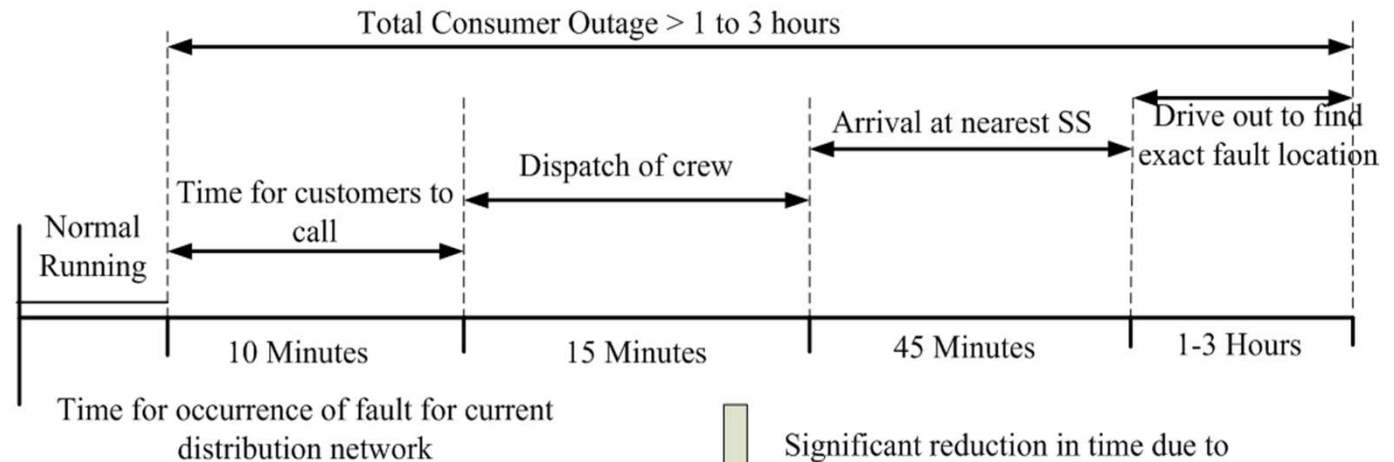 Total Consumer Outage > 1 to 3 hours
Drive out to find
exact fault location
Arrival at nearest SS
Dispatch of crew
Time for customers to
call
Normal
Running
10 Minutes
15 Minutes
45 Minutes
1-3 Hours
Time for occurrence of fault for current
distribution network
Significant reduction in time due to